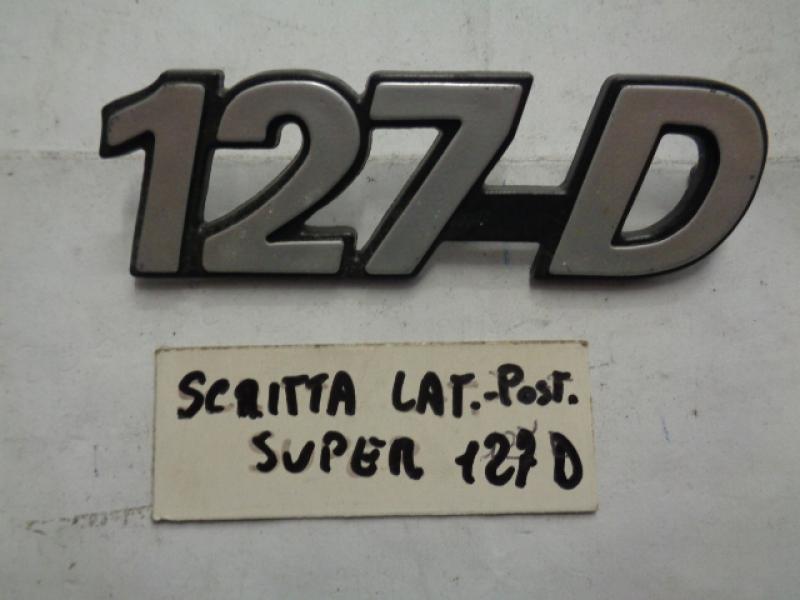 127-D
SCRITTA LAT.-POST.
SUPER 127 D